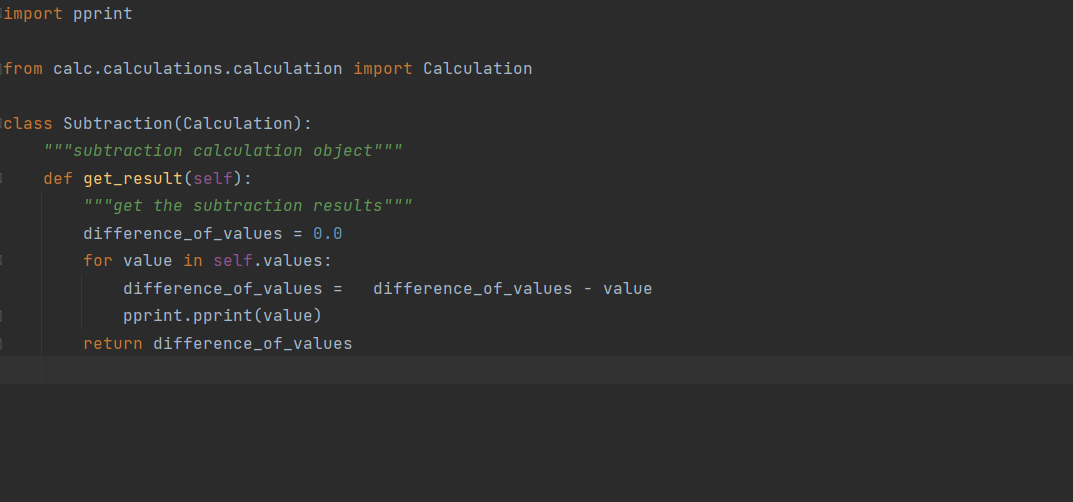 import pprint
from calc.calculations.calculation import Calculation
class Subtraction(Calculation):
    """subtraction calculation object"""
    def get_result(self):
        """get the subtraction results"""
        difference_of_values = 0.0
        for value in self.values:
            difference_of_values =   difference_of_values - value
            pprint.pprint(value)
        return difference_of_values